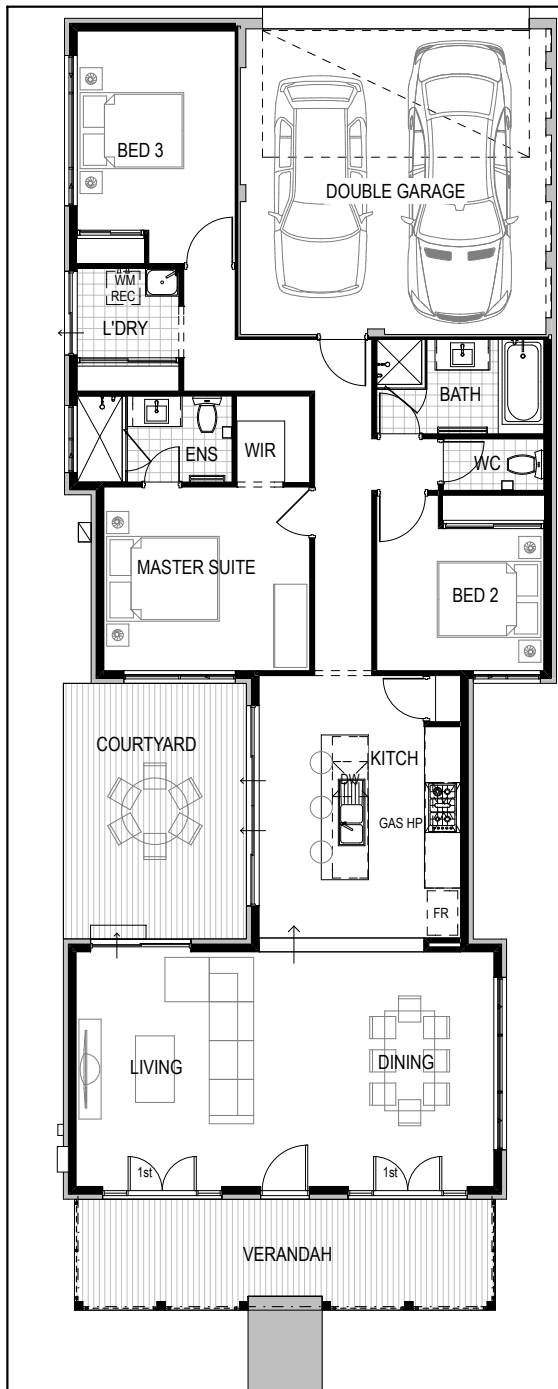 BED 3
DOUBLE GARAGE
WM
REC
L'DRY
BATH
ENS
WIR
WC
MASTER SUITE
BED 2
COURTYARD
KITCH
DW
GAS HP
FR
LIVING
DINING
1st
1st
VERANDAH